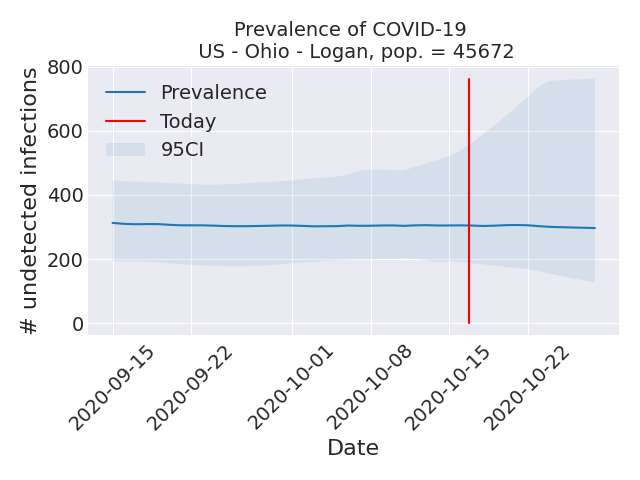 Prevalence of COVID-19
US - Ohio - Logan, pop. = 45672
# undetected infections
800
600
400
200
0
Prevalence
Today
95CI
2020-09-15
2020-09-22
2020-10-01
2020-10-08
2020-10-15
2020-10-22
Date